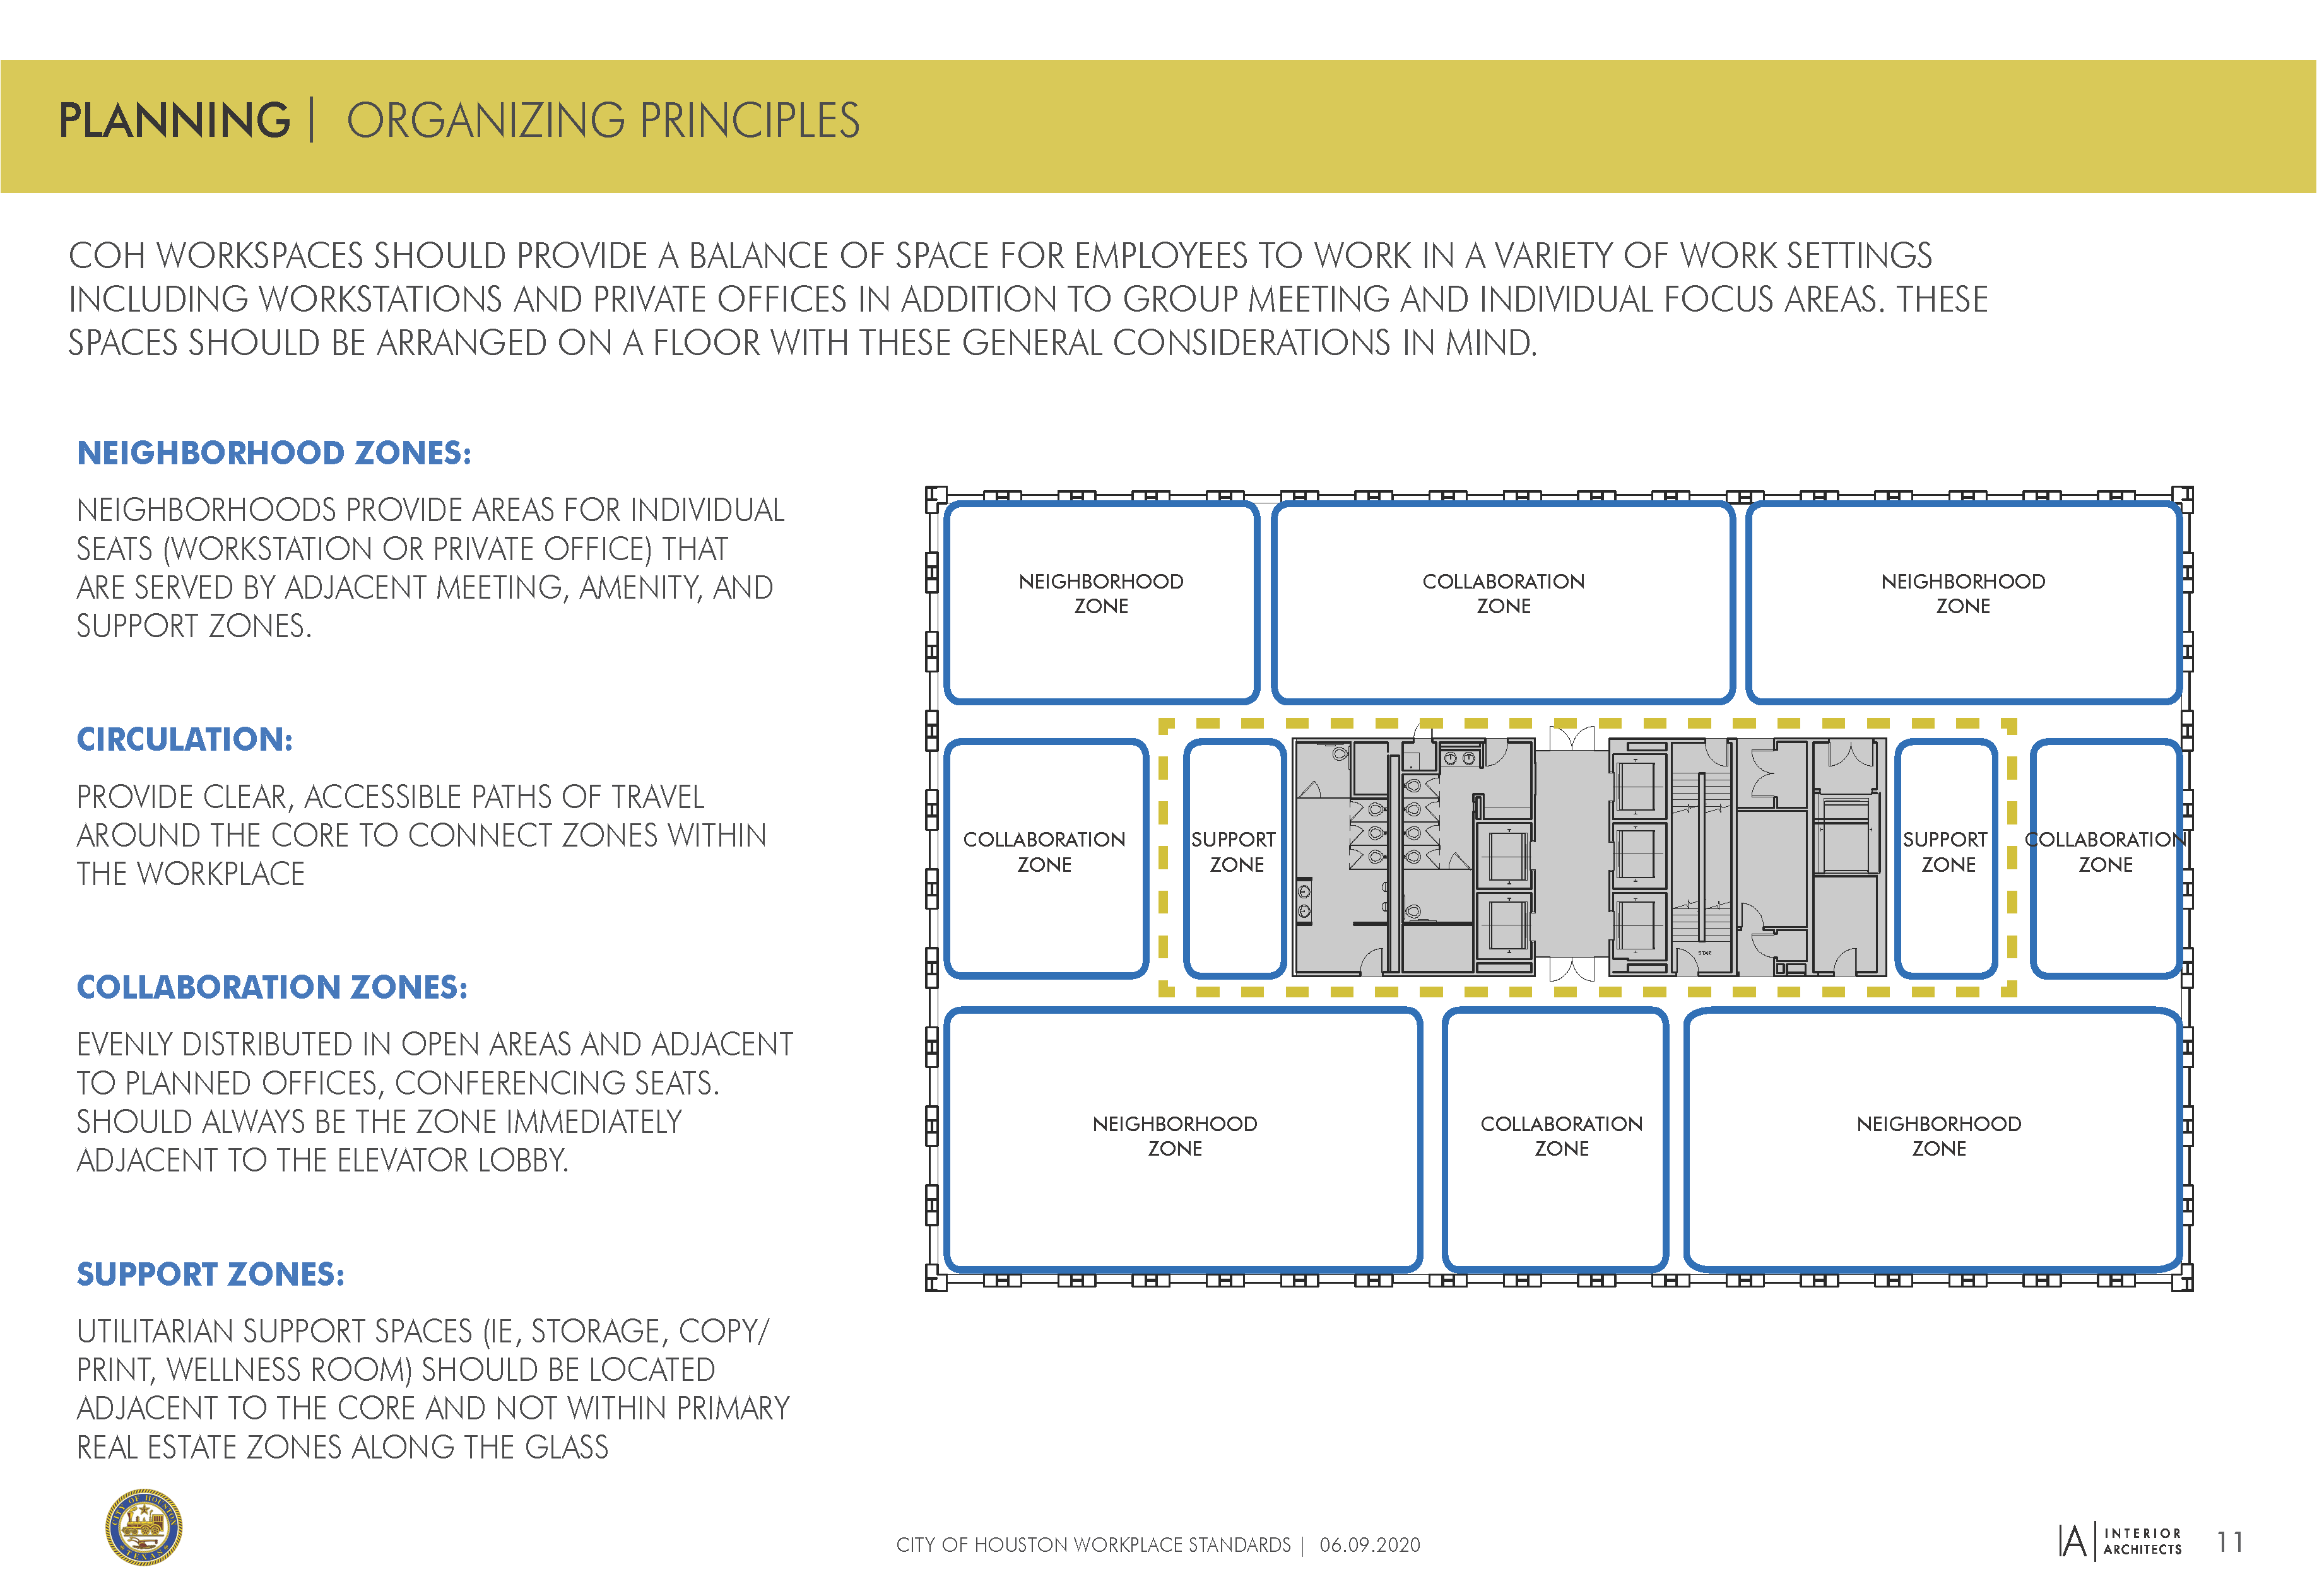 PLANNING | ORGANIZING PRINCIPLES
COH WORKSPACES SHOULD PROVIDE A BALANCE OF SPACE FOR EMPLOYEES TO WORK IN A VARIETY OF WORK SETTINGS
INCLUDING WORKSTATIONS AND PRIVATE OFFICES IN ADDITION TO GROUP MEETING AND INDIVIDUAL FOCUS AREAS. THESE
SPACES SHOULD BE ARRANGED ON A FLOOR WITH THESE GENERAL CONSIDERATIONS IN MIND.
NEIGHBORHOOD ZONES:
NEIGHBORHOODS PROVIDE AREAS FOR INDIVIDUAL
SEATS (WORKSTATION OR PRIVATE OFFICE) THAT
ARE SERVED BY ADJACENT MEETING, AMENITY, AND
SUPPORT ZONES.
CIRCULATION:
PROVIDE CLEAR, ACCESSIBLE PATHS OF TRAVEL
AROUND THE CORE TO CONNECT ZONES WITHIN
THE WORKPLACE
COLLABORATION ZONES:
EVENLY DISTRIBUTED IN OPEN AREAS AND ADJACENT
TO PLANNED OFFICES, CONFERENCING SEATS.
SHOULD ALWAYS BE THE ZONE IMMEDIATELY
ADJACENT TO THE ELEVATOR LOBBY.
SUPPORT ZONES:
UTILITARIAN SUPPORT SPACES (IE, STORAGE, COPY/
PRINT, WELLNESS ROOM) SHOULD BE LOCATED
ADJACENT TO THE CORE AND NOT WITHIN PRIMARY
REAL ESTATE ZONES ALONG THE GLASS
NEIGHBORHOOD
ZONE
COLLABORATION
ZONE
NEIGHBORHOOD
ZONE
COLLABORATION
ZONE
SUPPORT
ZONE
SUPPORT
ZONE
COLLABORATION
ZONE
NEIGHBORHOOD
ZONE
COLLABORATION
ZONE
NEIGHBORHOOD
ZONE
CITY OF HOUSTON
TEXAS
CITY OF HOUSTON WORKPLACE STANDARDS | 06.09.2020
IA INTERIOR
ARCHITECTS
11